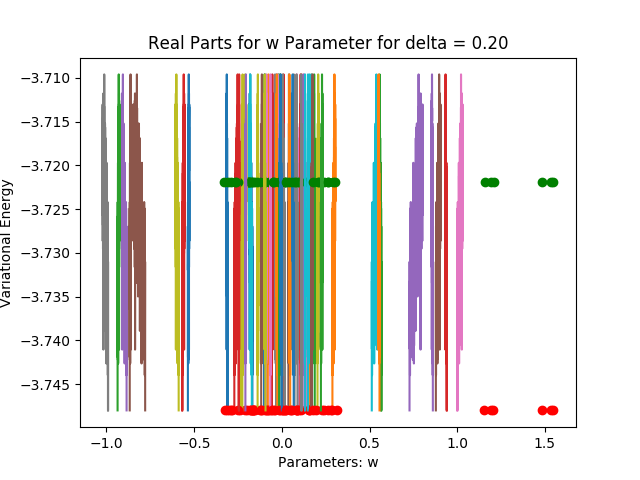 Real Parts for w Parameter for delta = 0.20
Variational Energy
−3.710
−3.715
−3.720
−3.725
−3.730
−3.735
−3.740
−3.745
−1.0 −0.5 0.0 0.5 1.0 1.5
Parameters: w